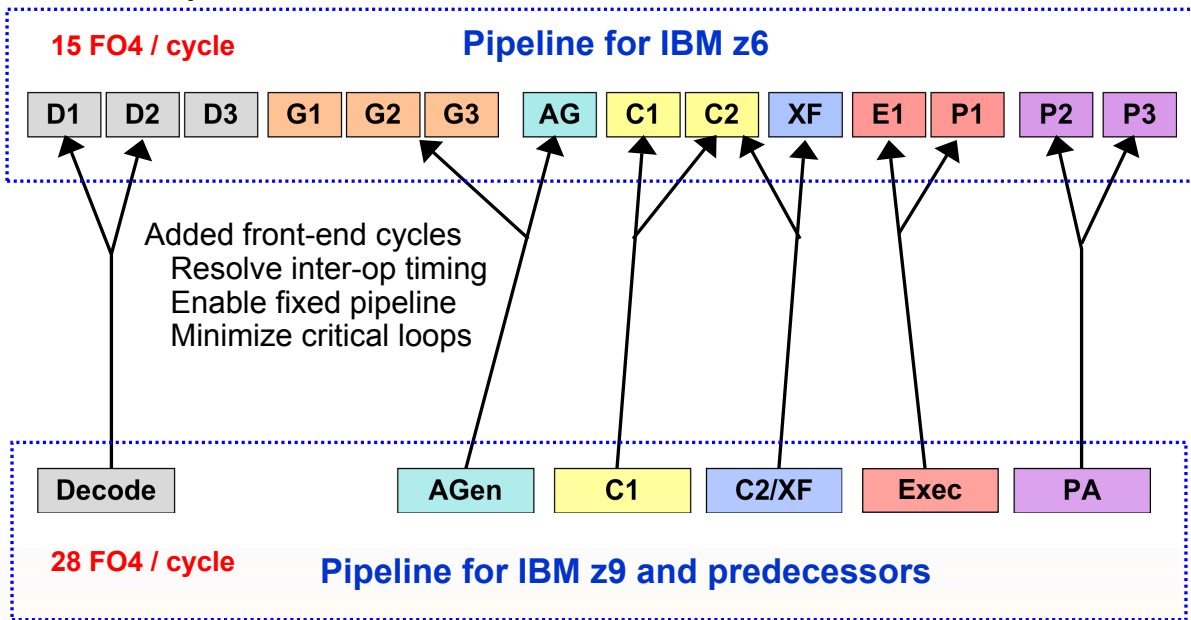 15 FO4 / cycle
Pipeline for IBM z6
D1 D2 D3 G1 G2 G3 AG C1 C2 XF E1 P1 P2 P3
Added front-end cycles
Resolve inter-op timing
Enable fixed pipeline
Minimize critical loops
Decode AGen C1 C2/XF Exec PA
28 FO4 / cycle
Pipeline for IBM z9 and predecessors